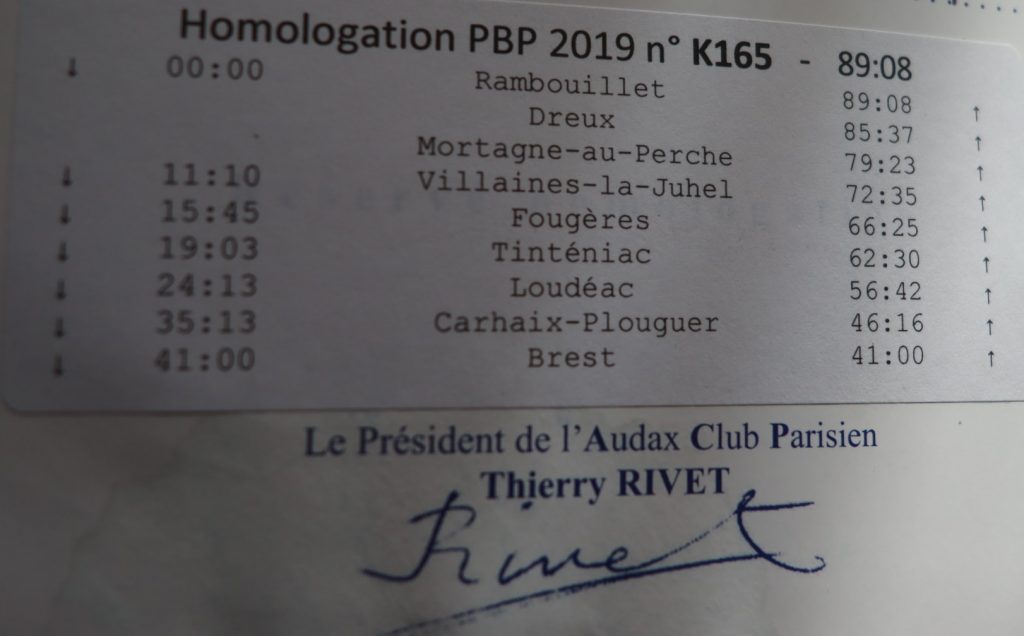 Homologation PBP 2019 n° K165 - 89:08
↓ 00:00 Rambouillet 89:08 ↑
Dreux 85:37 ↑
Mortagne-au-Perche 79:23 ↑
↓ 11:10 Villaines-la-Juhel 72:35 ↑
↓ 15:45 Fougères 66:25 ↑
↓ 19:03 Tinténiac 62:30 ↑
↓ 24:13 Loudéac 56:42 ↑
↓ 35:13 Carhaix-Plouguer 46:16 ↑
↓ 41:00 Brest 41:00 ↑
Le Président de l'Audax Club Parisien
Thierry RIVET
Rivet